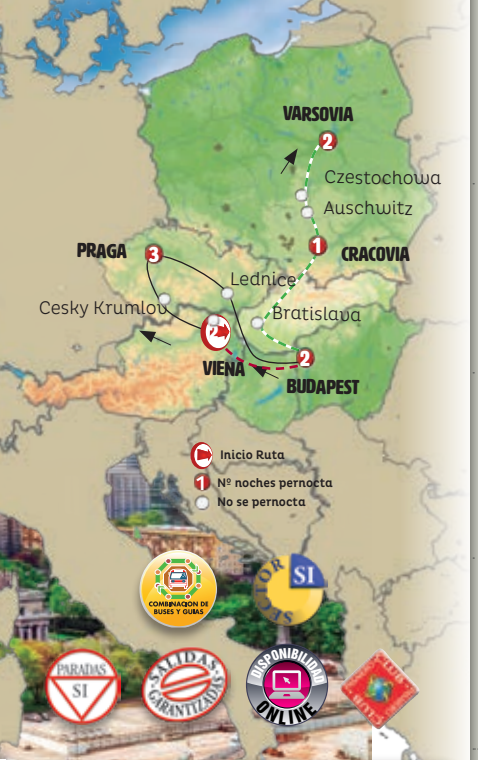 VARSOVIA
2
Czestochowa
Auschwitz
1
CRACOVIA
PRAGA
3
Lednice
Cesky Krumlov
Bratislava
2
VIENA
2
BUDAPEST
Inicio Ruta
1 Nº noches pernocta
No se pernocta
COMBINACION DE
BUSES Y GUÍAS
SECTOR
SI
PARADAS
SI
SALIDAS
GARANTIZADAS
DISPONIBILIDAD
ONLINE